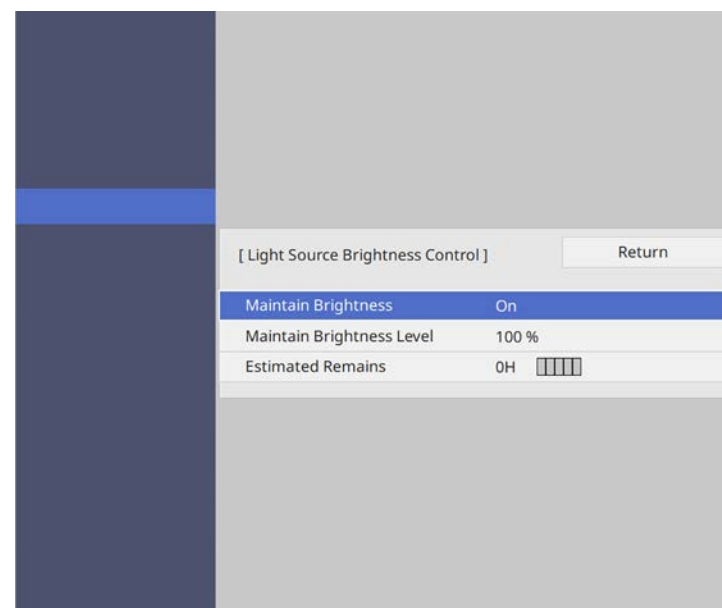 [ Light Source Brightness Control ] Return
Maintain Brightness On
Maintain Brightness Level 100 %
Estimated Remains 0H